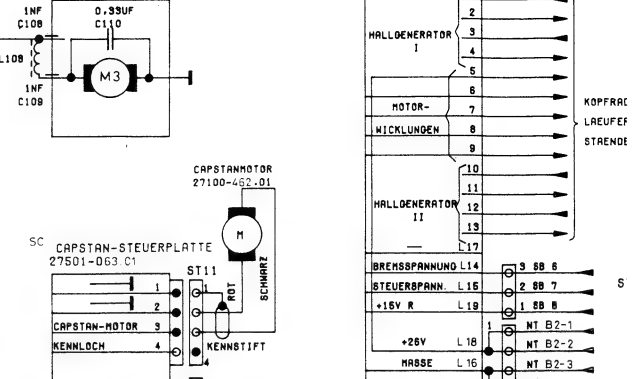 1NF
C108
0.33UF
C110
L108
M3
1NF
C109
CAPSTANMOTOR
27100-462.01
M
SC CAPSTAN-STEUERPLATTE
27501-063.C1
ST11
1
1
2
CAPSTAN-MOTOR 3
KENNLOCH 4
4
ROT
SCHWARZ
KENNSTIFT
2
HALLGENERATOR 3
I
4
5
6
MOTOR- 7
WICKLUNGEN 8
9
KOPFRAD
LAEUFER
10
11
HALLGENERATOR 12
II
13
L17
BREMSSPANNUNG L14 3 SB 6
STEUERSPANN. L15 2 SB 7
+15V R L19 1 SB 8
1 NT B2-1
+26V L18 NT B2-2
MASSE L16 NT B2-3